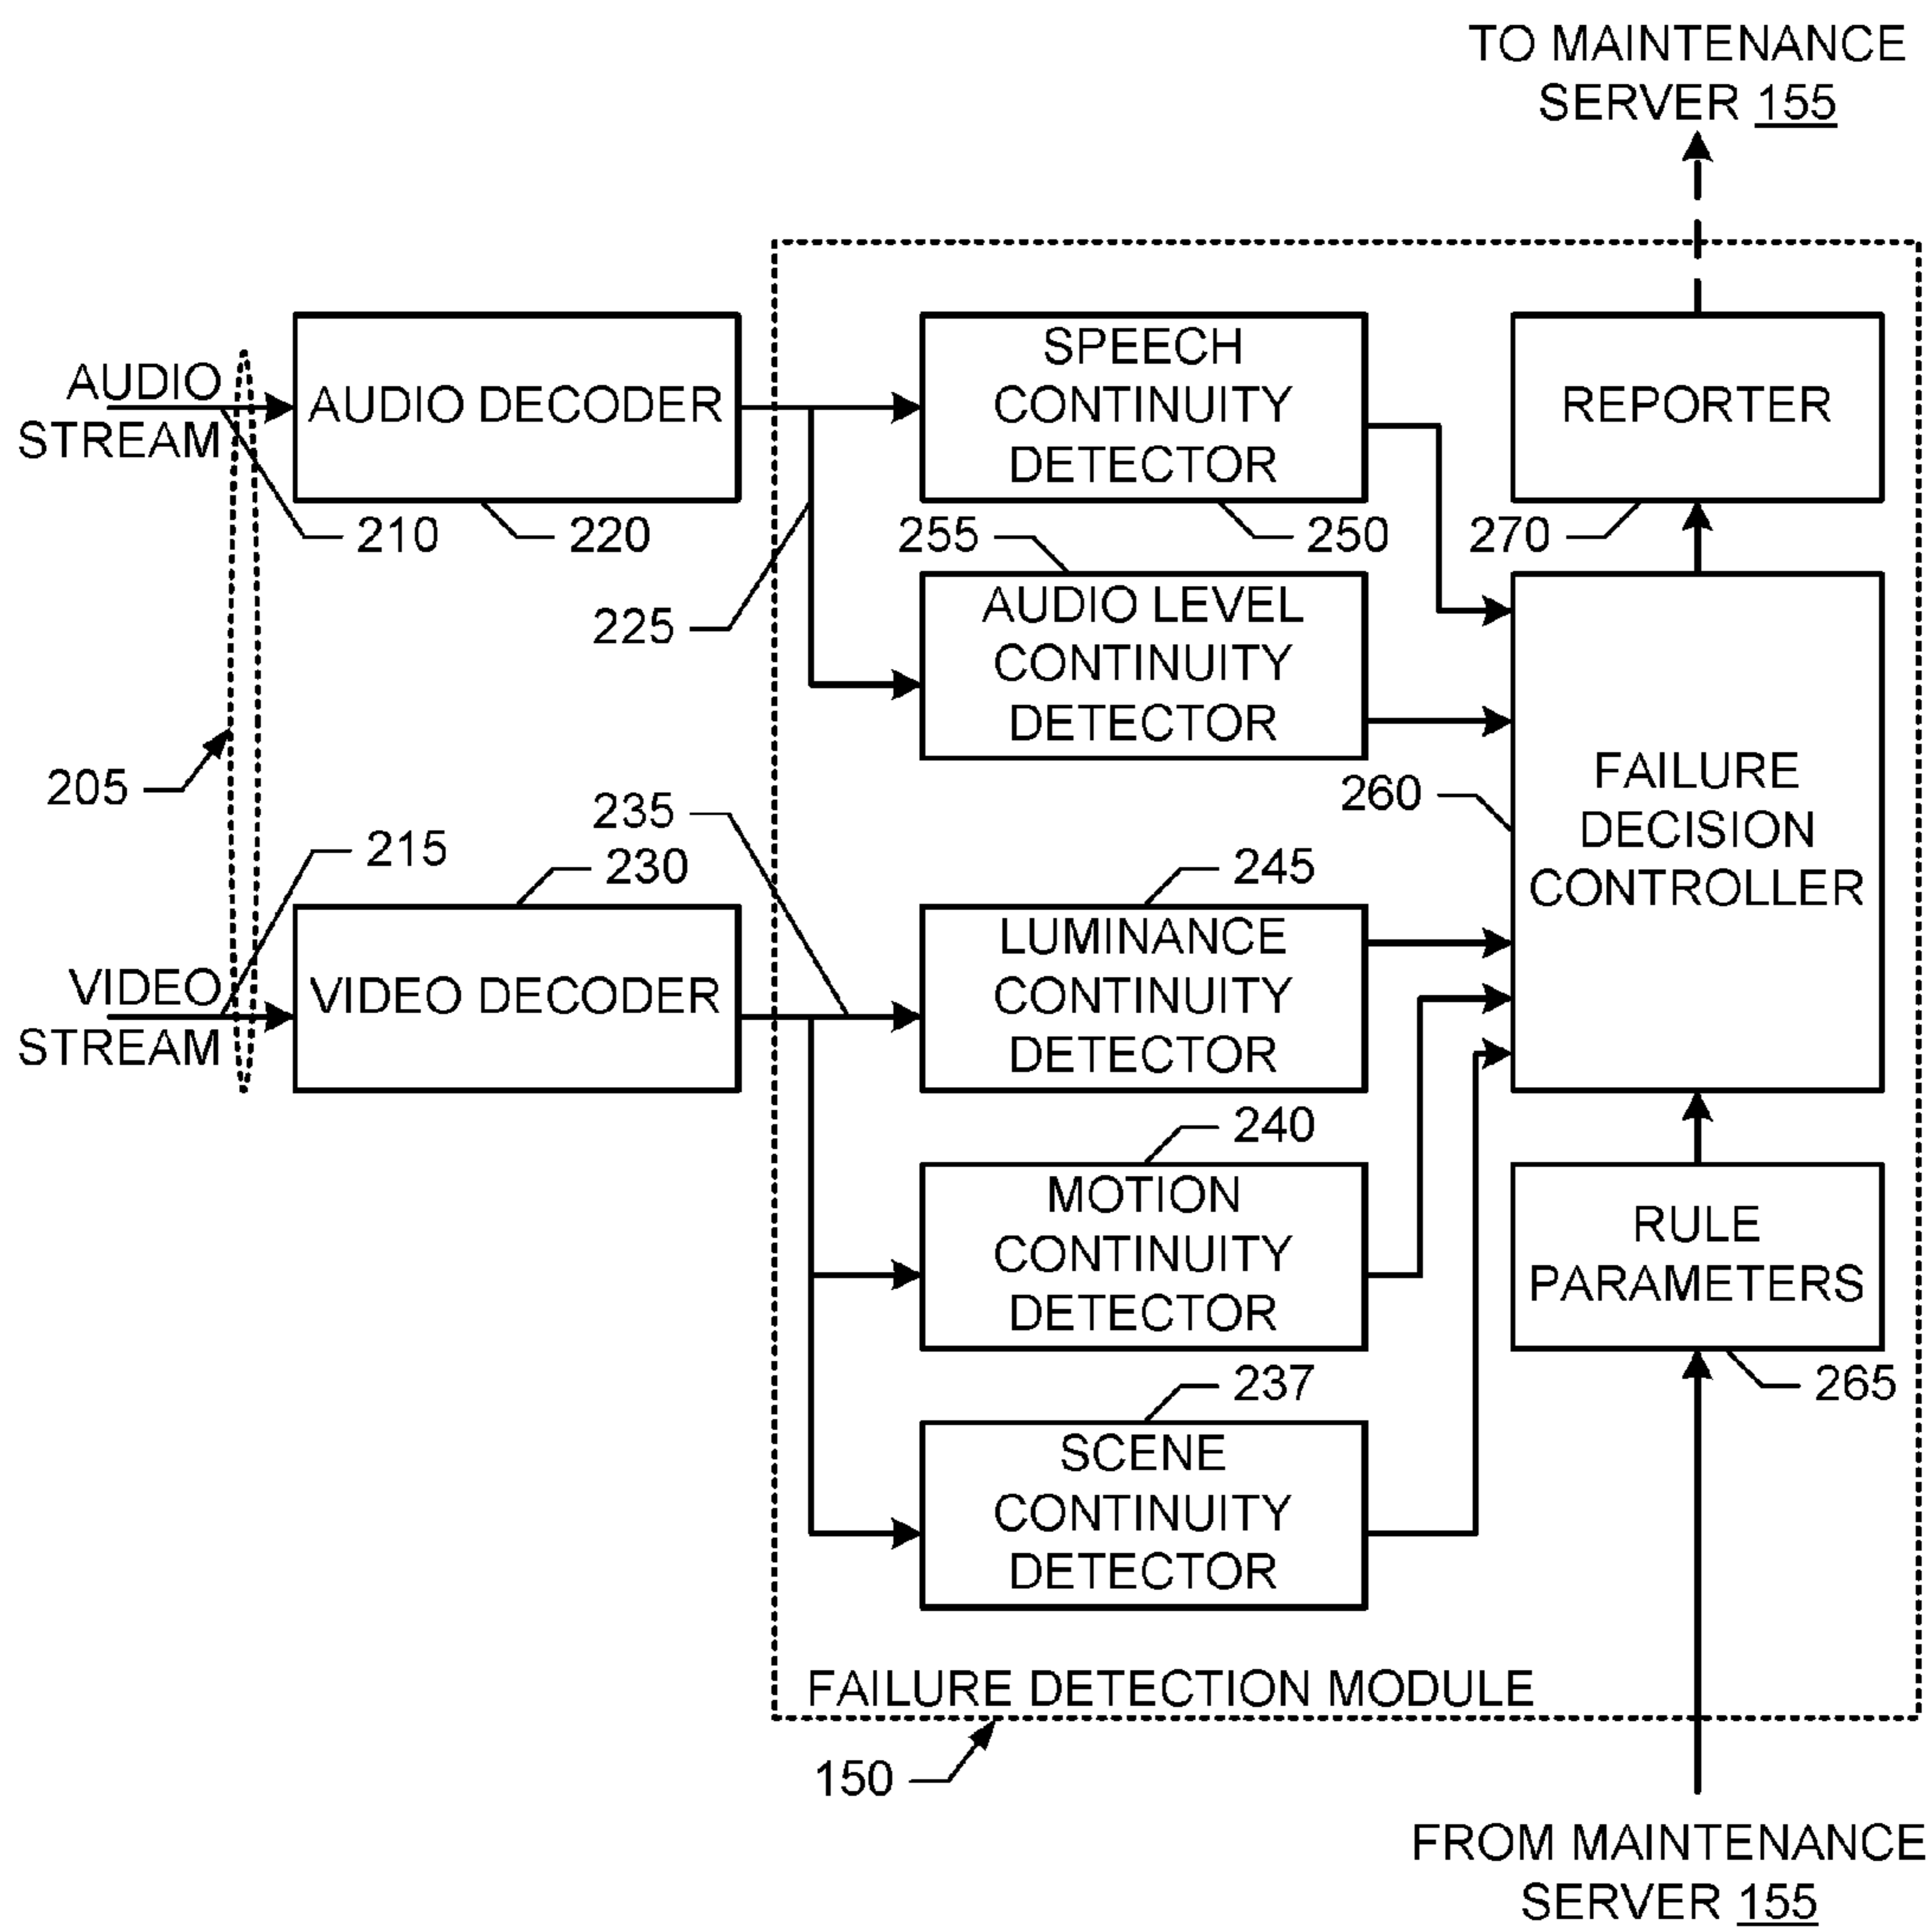 TO MAINTENANCE
SERVER 155
AUDIO
STREAM
AUDIO DECODER
SPEECH
CONTINUITY
DETECTOR
REPORTER
210
220
250
270
255
225
AUDIO LEVEL
CONTINUITY
DETECTOR
205
235
260
FAILURE
DECISION
CONTROLLER
215
230
245
VIDEO
STREAM
VIDEO DECODER
LUMINANCE
CONTINUITY
DETECTOR
240
MOTION
CONTINUITY
DETECTOR
RULE
PARAMETERS
237
265
SCENE
CONTINUITY
DETECTOR
FAILURE DETECTION MODULE
150
FROM MAINTENANCE
SERVER 155